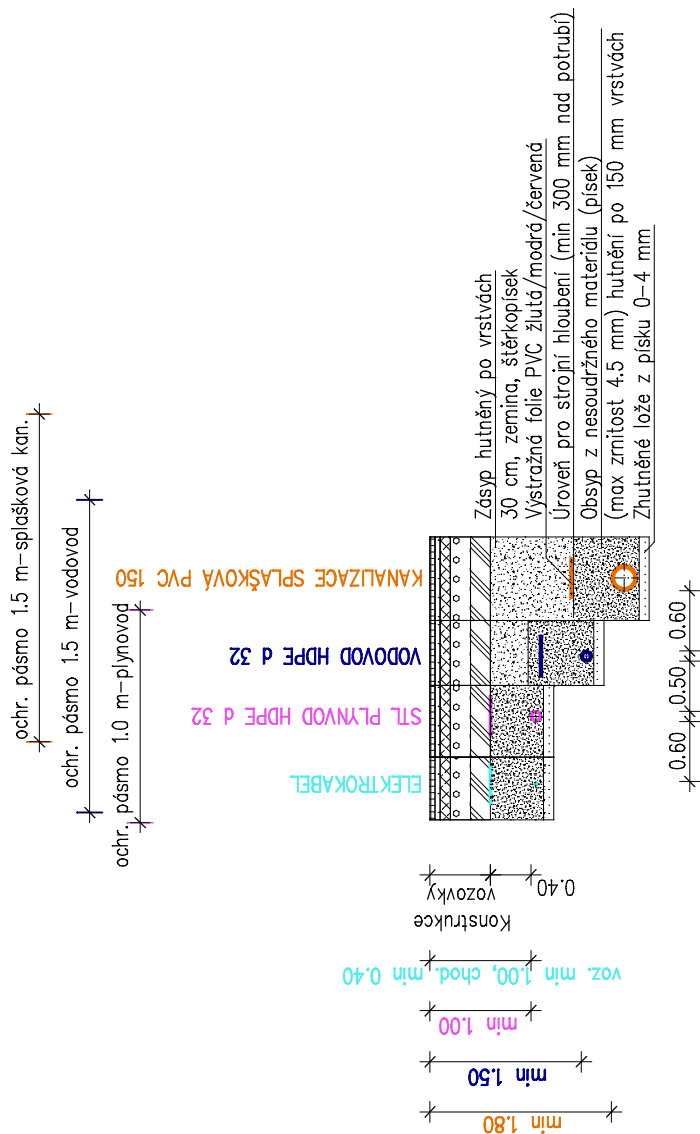 ochr. pásmo 1.5 m-splašková kan.
ochr. pásmo 1.5 m-vodovod
ochr. pásmo 1.0 m-plynovod
KANALIZACE SPLAŠKOVÁ PVC 150
VODOVOD HDPE d 32
STL PLYNVOD HDPE d 32
ELEKTROKABEL
Zásyp hutněný po vrstvách
30 cm, zemina, štěrkopísek
Výstražná folie PVC žlutá/modrá/červená
Úroveň pro strojní hloubení (min 300 mm nad potrubí)
Obsyp z nesoudržného materiálu (písek)
(max zrnitost 4.5 mm) hutnění po 150 mm vrstvách
Zhutněné lože z písku 0-4 mm
0.60
0.50
0.60
Konstrukce
vozovky
0.40
voz. min 1.00, chod. min 0.40
min 1.00
min 1.50
min 1.80